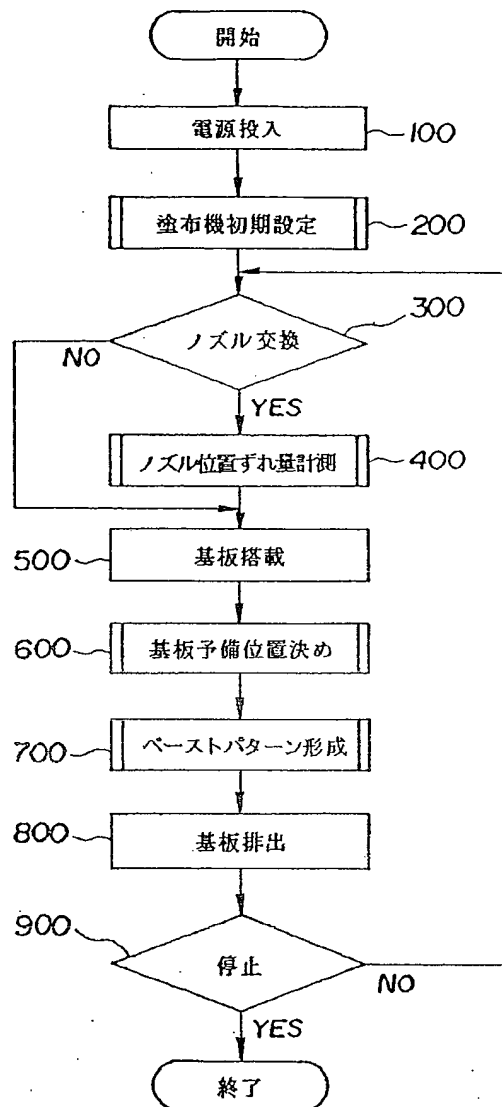 開始
電源投入
100
塗布機初期設定
200
300
ノズル交換
NO
YES
ノズル位置ずれ量計測
400
500
基板搭載
600
基板予備位置決め
700
ペーストパターン形成
800
基板排出
900
停止
NO
YES
終了